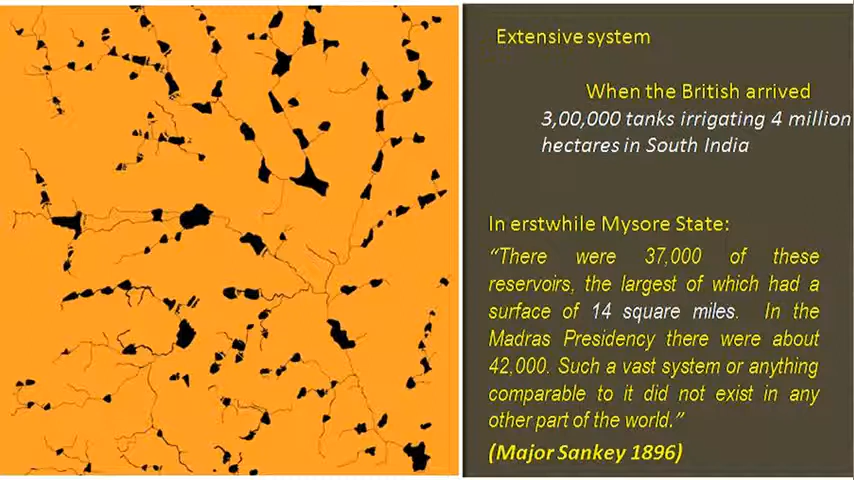 Extensive system
When the British arrived
3,00,000 tanks irrigating 4 million
hectares in South India
In erstwhile Mysore State:
“There were 37,000 of these
reservoirs, the largest of which had a
surface of 14 square miles. In the
Madras Presidency there were about
42,000. Such a vast system or anything
comparable to it did not exist in any
other part of the world.”
(Major Sankey 1896)